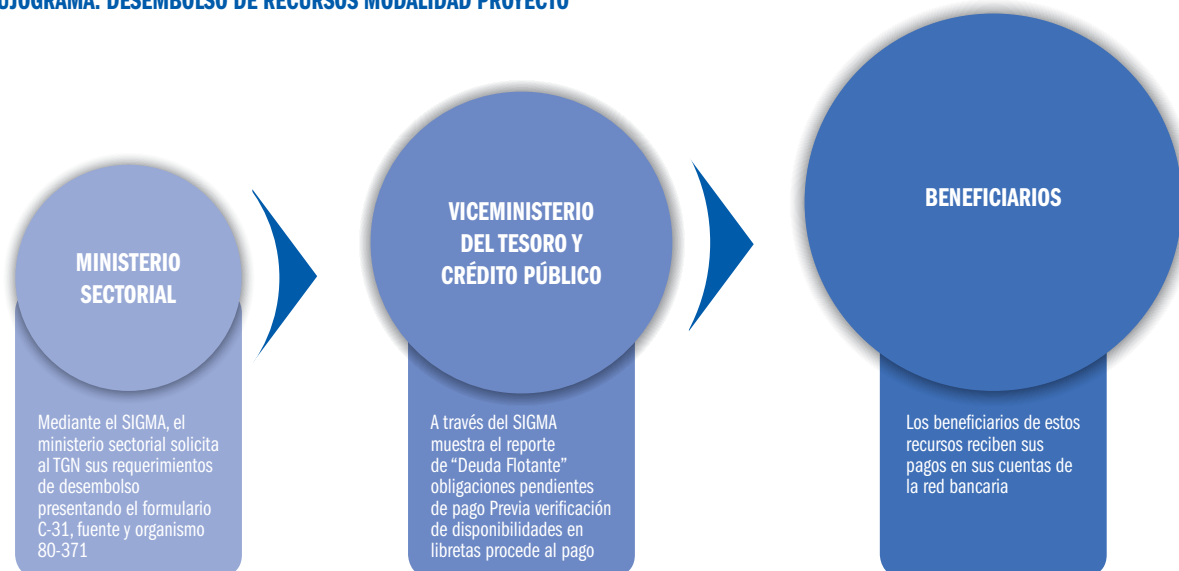 UJOGRAMA: DESEMBOLSO DE RECURSOS MODALIDAD PROYECTO
MINISTERIO
SECTORIAL
Mediante el SIGMA, el
ministerio sectorial solicita
al TGN sus requerimientos
de desembolso
presentando el formulario
C-31, fuente y organismo
80-371
VICEMINISTERIO
DEL TESORO Y
CRÉDITO PÚBLICO
A través del SIGMA
muestra el reporte
de “Deuda Flotante”
obligaciones pendientes
de pago Previa verificación
de disponibilidades en
libretas procede al pago
BENEFICIARIOS
Los beneficiarios de estos
recursos reciben sus
pagos en sus cuentas de
la red bancaria